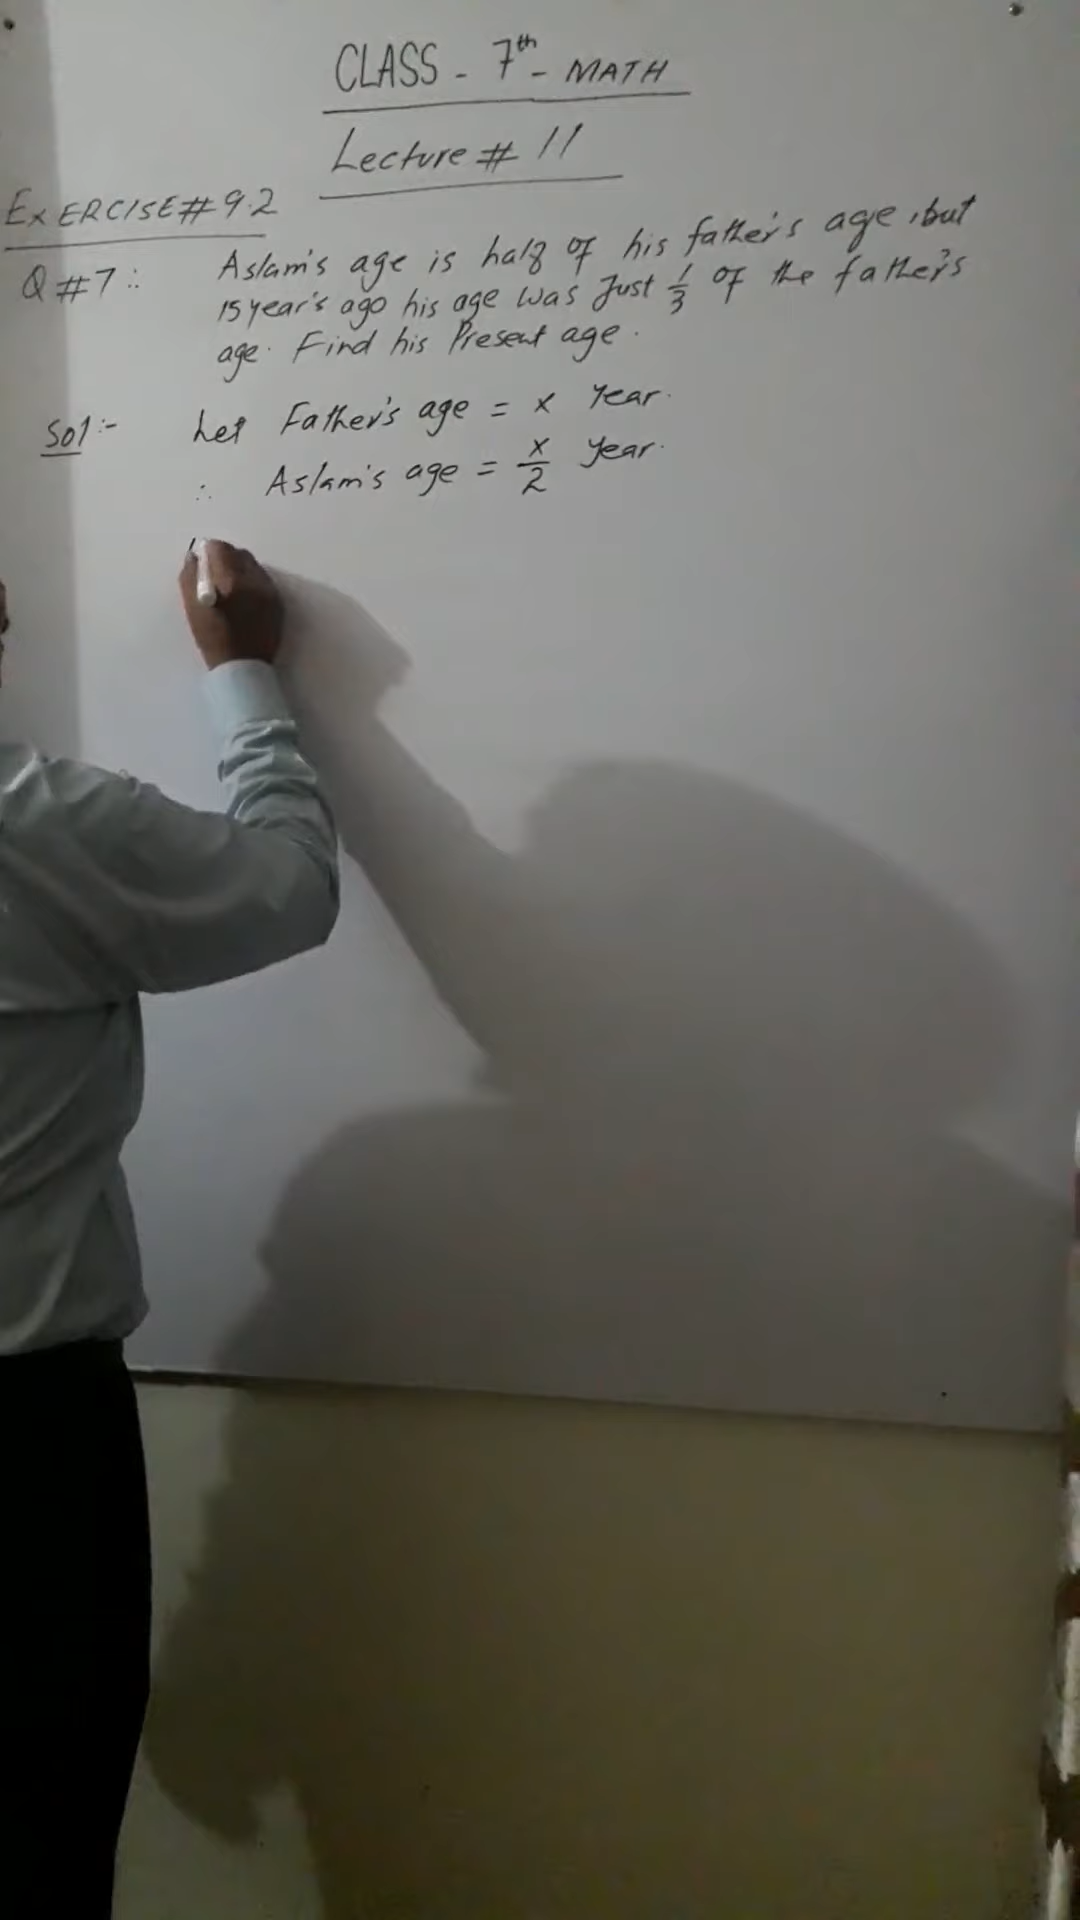 CLASS - 7th - MATH
Lecture # 11
EXERCISE # 9.2
Q # 7 :: Aslam's age is half of his father's age, but
15 year's ago his age was Just 1/3 of the father's
age. Find his Present age.
Sol :- Let Father's age = x Year.
∴ Aslam's age = x/2 Year.